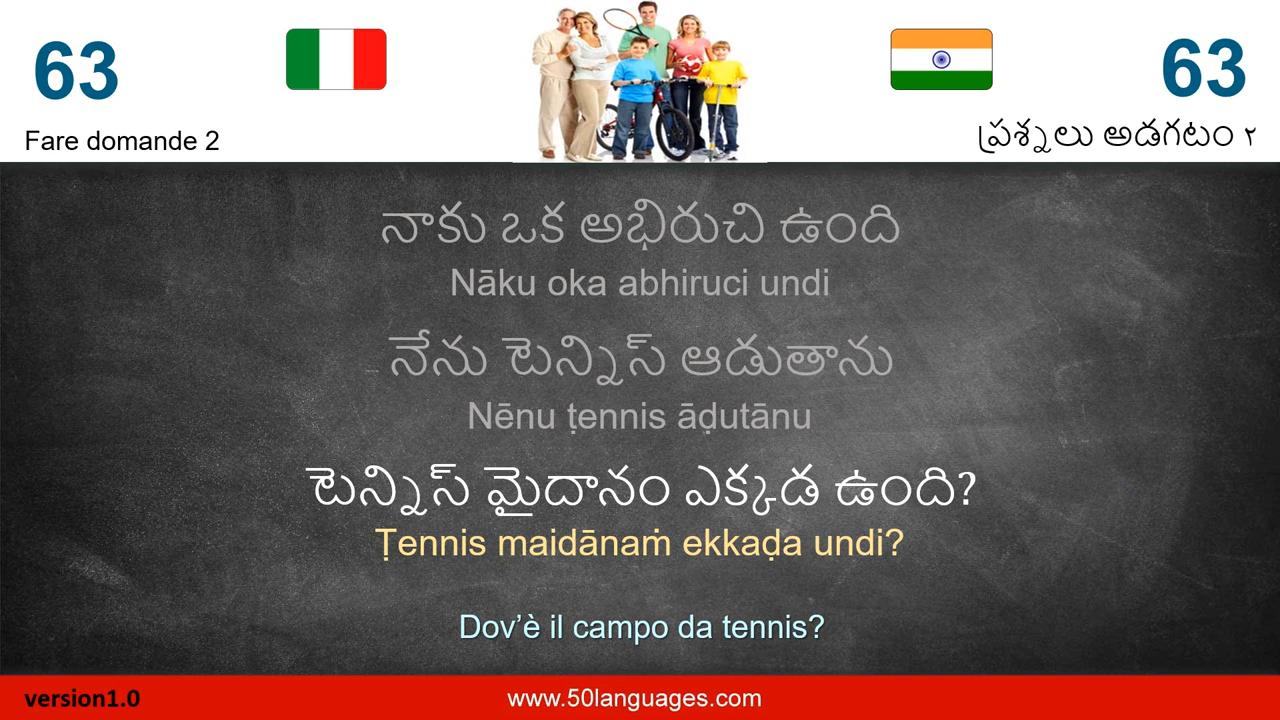 63
63
Fare domande 2
ప్రశ్నలు అడగటం ౨
నాకు ఒక అభిరుచి ఉంది
Nāku oka abhiruci undi
నేను టెన్నిస్ ఆడుతాను
Nēnu ṭennis āḍutānu
టెన్నిస్ మైదానం ఎక్కడ ఉంది?
Ṭennis maidānaṁ ekkaḍa undi?
Dov’è il campo da tennis?
version1.0
www.50languages.com